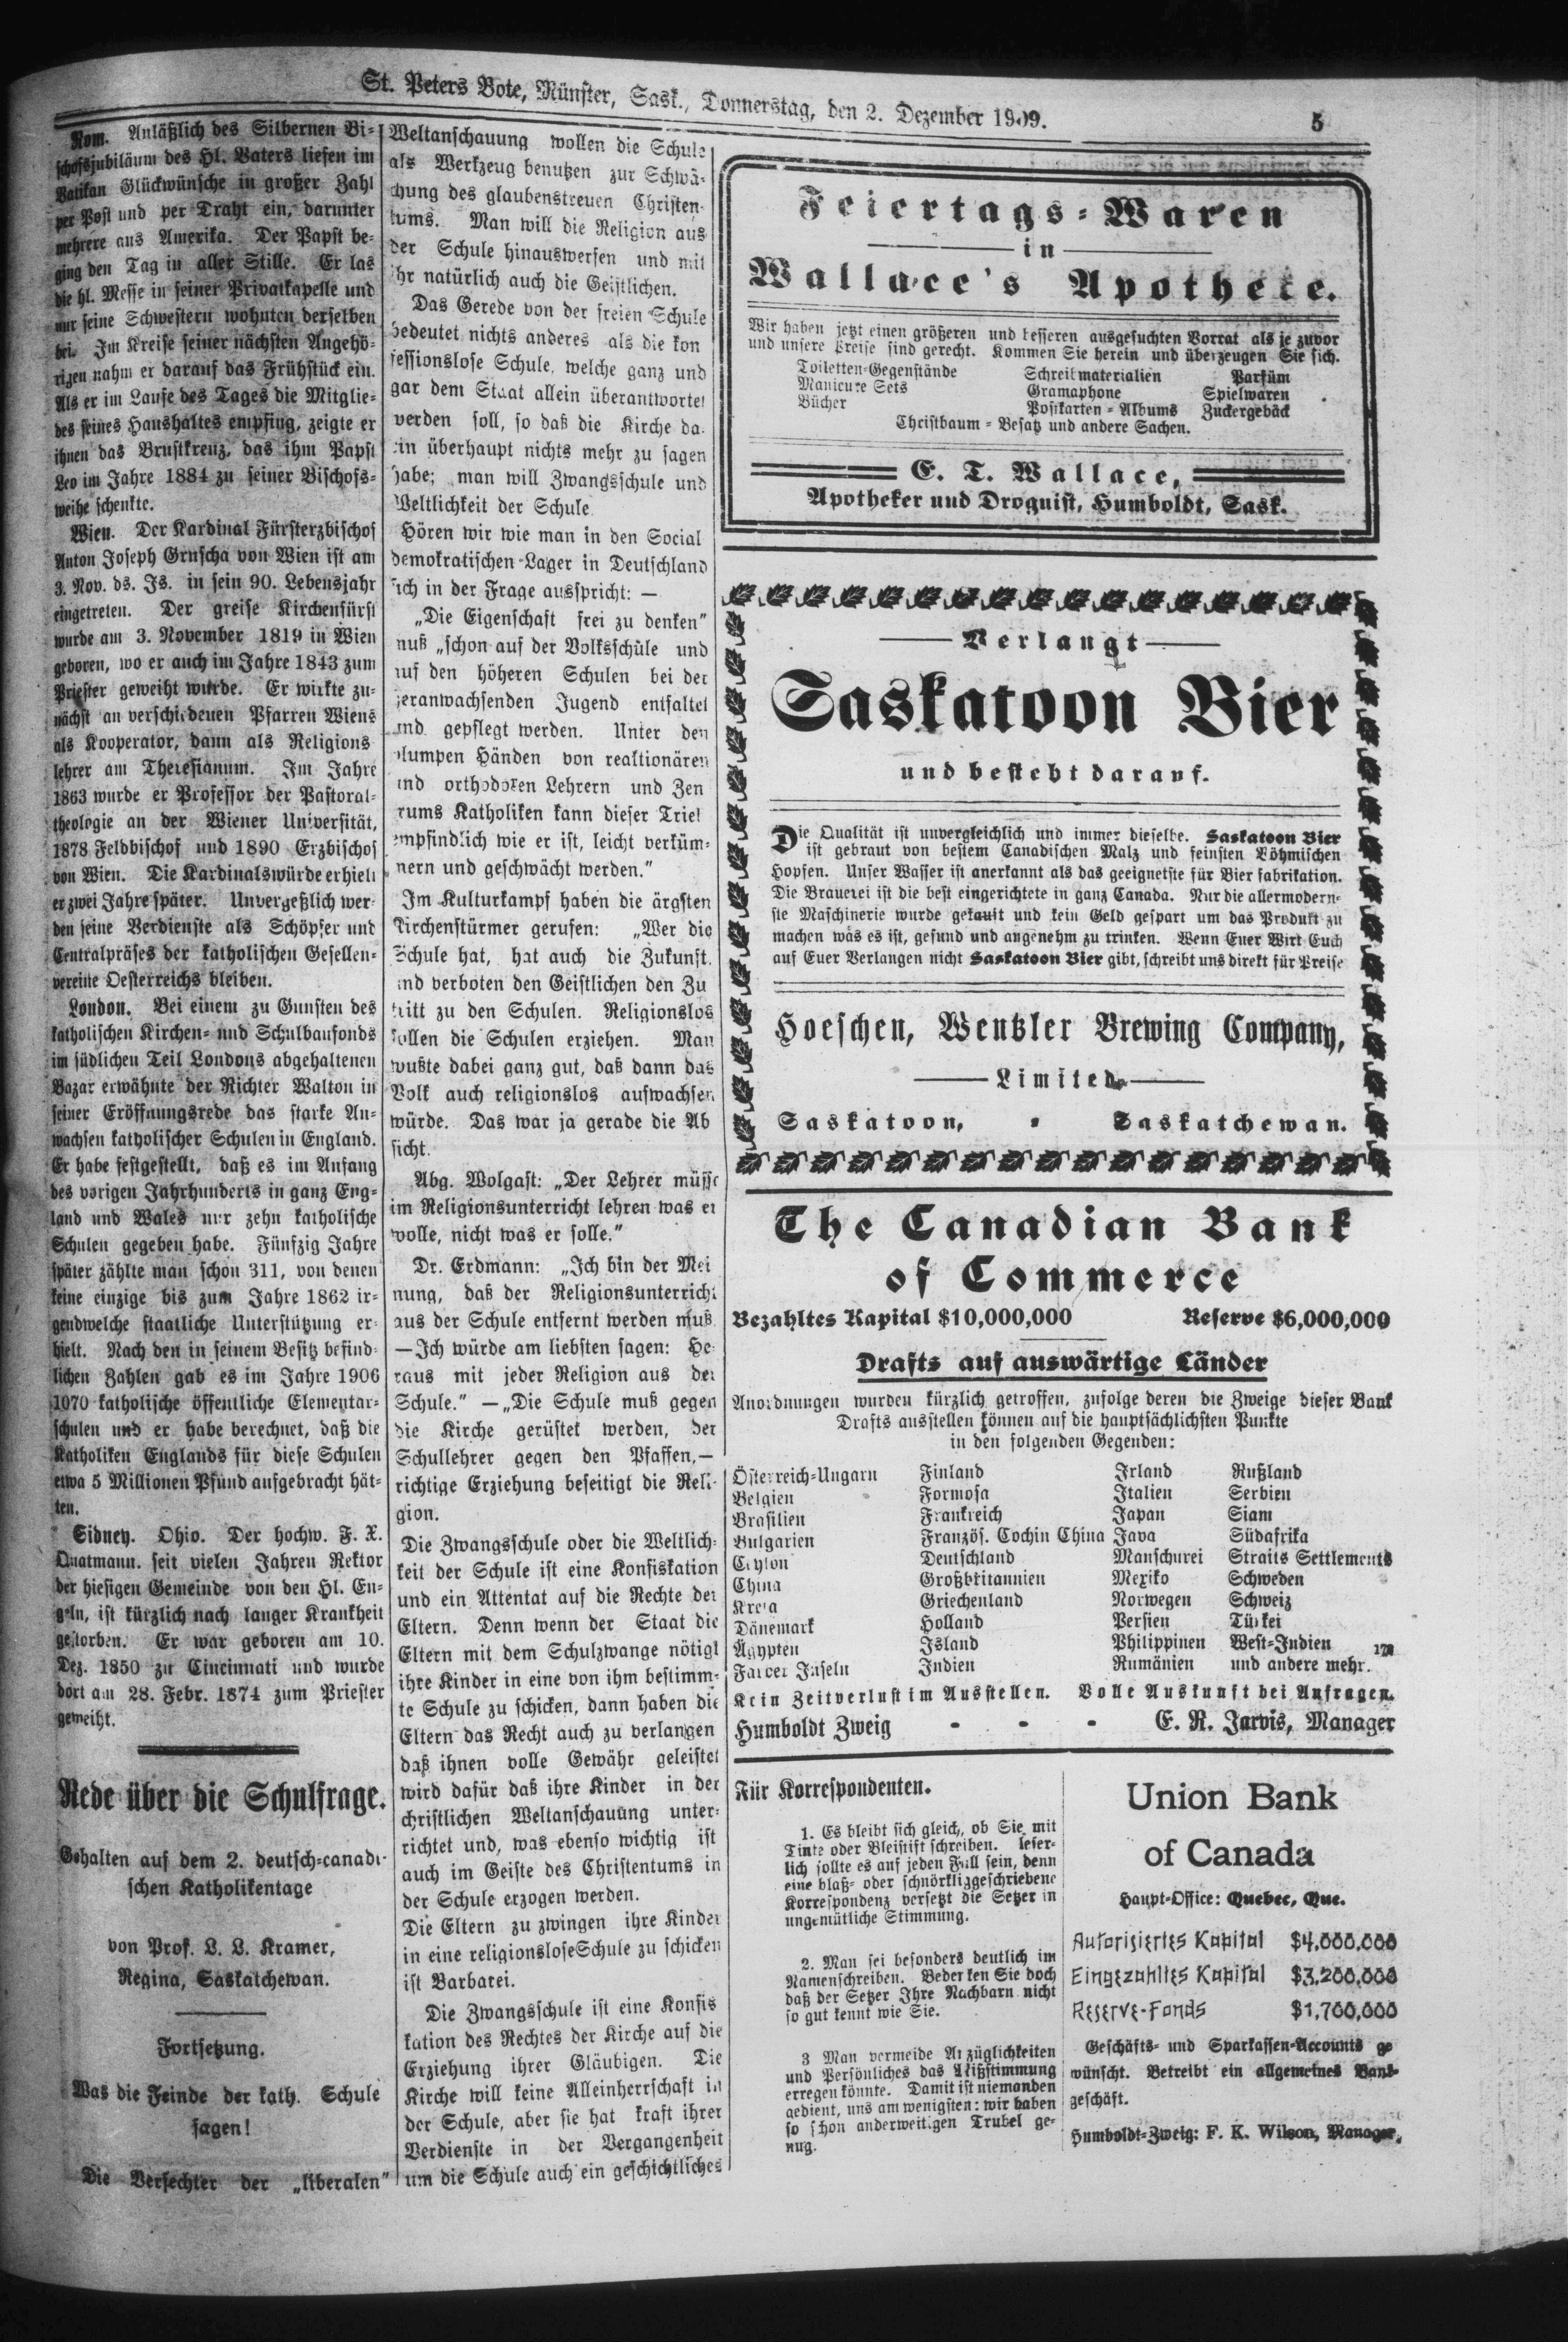 St. Peters Bote, Münster, Sask., Donnerstag, den 2. Dezember 1909.
5
Rom. Anläßlich des Silbernen Bi-
schofsjubiläum des Hl. Vaters liefen im
Vatikan Glückwünsche in großer Zahl
per Post und per Draht ein, darunter
mehrere aus Amerika. Der Papst be-
ging den Tag in aller Stille. Er las
die hl. Messe in seiner Privatkapelle und
nur seine Schwestern wohnten derselben
bei. Im Kreise seiner nächsten Angehö-
rigen nahm er darauf das Frühstück ein.
Als er im Laufe des Tages die Mitglie-
des seines Haushaltes empfing, zeigte er
ihnen das Brustkreuz, das ihm Papst
Leo im Jahre 1884 zu seiner Bischofs-
weihe schenkte.
Wien. Der Kardinal Fürsterzbischof
Anton Joseph Gruscha von Wien ist am
3. Nov. ds. Js. in sein 90. Lebensjahr
eingetreten. Der greise Kirchenfürst
wurde am 3. November 1819 in Wien
geboren, wo er auch im Jahre 1843 zum
Priester geweiht wurde. Er wirkte zu-
nächst an verschiedenen Pfarren Wiens
als Kooperator, dann als Religions
lehrer am Theresianum. Im Jahre
1863 wurde er Professor der Pastoral-
theologie an der Wiener Universität,
1878 Feldbischof und 1890 Erzbischof
von Wien. Die Kardinalswürde erhielt
er zwei Jahre später. Unvergeßlich wer-
den seine Verdienste als Schöpfer und
Centralpräses der katholischen Gesellen-
vereine Oesterreichs bleiben.
London. Bei einem zu Gunsten des
katholischen Kirchen- und Schulbaufonds
im südlichen Teil Londons abgehaltenen
Bazar erwähnte der Richter Walton in
seiner Eröffnungsrede das starke An-
wachsen katholischer Schulen in England.
Er habe festgestellt, daß es im Anfang
des vorigen Jahrhunderts in ganz Eng-
land und Wales nur zehn katholische
Schulen gegeben habe. Fünfzig Jahre
später zählte man schon 311, von denen
keine einzige bis zum Jahre 1862 ir-
gendwelche staatliche Unterstützung er-
hielt. Nach den in seinem Besitz befind-
lichen Zahlen gab es im Jahre 1906
1070 katholische öffentliche Elementar-
schulen und er habe berechnet, daß die
Katholiken Englands für diese Schulen
etwa 5 Millionen Pfund aufgebracht hät-
ten.
Sidney. Ohio. Der hochw. F. X.
Quatmann. seit vielen Jahren Rektor
der hiesigen Gemeinde von den Hl. En-
geln, ist kürzlich nach langer Krankheit
gestorben. Er war geboren am 10.
Dez. 1850 zu Cincinnati und wurde
dort am 28. Febr. 1874 zum Priester
geweiht.
Rede über die Schulfrage.
Gehalten auf dem 2. deutsch=canadi-
schen Katholikentage
von Prof. L. L. Kramer,
Regina, Saskatchewan.
Fortsetzung.
Was die Feinde der kath. Schule
sagen!
Die Verfechter der „liberalen"
Weltanschauung wollen die Schule
als Werkzeug benutzen zur Schwä-
chung des glaubenstreuen Christen-
tums. Man will die Religion aus
der Schule hinauswerfen und mit
ihr natürlich auch die Geistlichen.
Das Gerede von der freien Schule
bedeutet nichts anderes als die kon
fessionslose Schule, welche ganz und
gar dem Staat allein überantwortet
werden soll, so daß die Kirche da-
rin überhaupt nichts mehr zu sagen
habe; man will Zwangsschule und
Weltlichkeit der Schule
Hören wir wie man in den Social
demokratischen-Lager in Deutschland
sich in der Frage ausspricht: —
„Die Eigenschaft frei zu denken"
muß „schon auf der Volksschüle und
auf den höheren Schulen bei der
heranwachsenden Jugend entfaltet
und gepflegt werden. Unter den
plumpen Händen von reaktionären
und orthodoxen Lehrern und Zen
trums Katholiken kann dieser Trieb
empfindlich wie er ist, leicht verküm-
mern und geschwächt werden."
Im Kulturkampf haben die ärgsten
Kirchenstürmer gerufen: „Wer die
Schule hat, hat auch die Zukunft.
und verboten den Geistlichen den Zu
tritt zu den Schulen. Religionslos
sollen die Schulen erziehen. Man
wußte dabei ganz gut, daß dann das
Volk auch religionslos aufwachsen
würde. Das war ja gerade die Ab
sicht.
Abg. Wolgast: „Der Lehrer müsse
im Religionsunterricht lehren was er
wolle, nicht was er solle."
Dr. Erdmann: „Ich bin der Mei
nung, daß der Religionsunterricht
aus der Schule entfernt werden muß.
—Ich würde am liebsten sagen: He-
raus mit jeder Religion aus der
Schule." —„Die Schule muß gegen
die Kirche gerüstet werden, der
Schullehrer gegen den Pfaffen,—
richtige Erziehung beseitigt die Reli-
gion.
Die Zwangsschule oder die Weltlich-
keit der Schule ist eine Konfiskation
und ein Attentat auf die Rechte der
Eltern. Denn wenn der Staat die
Eltern mit dem Schulzwange nötigt
ihre Kinder in eine von ihm bestimm-
te Schule zu schicken, dann haben die
Eltern das Recht auch zu verlangen
daß ihnen volle Gewähr geleistet
wird dafür daß ihre Kinder in der
christlichen Weltanschauung unter-
richtet und, was ebenso wichtig ist
auch im Geiste des Christentums in
der Schule erzogen werden.
Die Eltern zu zwingen ihre Kinder
in eine religionslose Schule zu schicken
ist Barbarei.
Die Zwangsschule ist eine Konfis
kation des Rechtes der Kirche auf die
Erziehung ihrer Gläubigen. Die
Kirche will keine Alleinherrschaft in
der Schule, aber sie hat kraft ihrer
Verdienste in der Vergangenheit
um die Schule auch ein geschichtliches
Feiertags=Waren
in
Wallace's Apotheke.
Wir haben jetzt einen größeren und besseren ausgesuchten Vorrat als je zuvor
und unsere Preise sind gerecht. Kommen Sie herein und überzeugen Sie sich.
Toiletten=Gegenstände Schreibmaterialien Parfüm
Manicure Sets Gramaphone Spielwaren
Bücher Postkarten = Albums Zuckergebäck
Christbaum = Besatz und andere Sachen.
E. T. Wallace,
Apotheker und Droguist, Humboldt, Sask.
Verlangt
Saskatoon Bier
und besteht darauf.
Die Qualität ist unvergleichlich und immer dieselbe. Saskatoon Bier
ist gebraut von bestem Canadischen Malz und feinsten Böhmischen
Hopfen. Unser Wasser ist anerkannt als das geeignetste für Bier fabrikation.
Die Brauerei ist die best eingerichtete in ganz Canada. Nur die allermodern-
ste Maschinerie wurde gekauft und kein Geld gespart um das Produkt zu
machen was es ist, gesund und angenehm zu trinken. Wenn Euer Wirt Euch
auf Euer Verlangen nicht Saskatoon Bier gibt, schreibt uns direkt für Preise
Hoeschen, Wentzler Brewing Company,
Limited
Saskatoon, - Saskatchewan.
The Canadian Bank
of Commerce
Bezahltes Kapital $10,000,000 Reserve $6,000,000
Drafts auf auswärtige Länder
Anordnungen wurden kürzlich getroffen, zufolge deren die Zweige dieser Bank
Drafts ausstellen können auf die hauptsächlichsten Punkte
in den folgenden Gegenden:
Österreich=Ungarn Finland Irland Rußland
Belgien Formosa Italien Serbien
Brasilien Frankreich Japan Siam
Bulgarien Französ. Cochin China Java Südafrika
Ceylon Deutschland Manschurei Straits Settlements
China Großbritannien Mexiko Schweden
Kreta Griechenland Norwegen Schweiz
Dänemark Holland Persien Türkei
Ägypten Island Philippinen West=Indien
Faroer Inseln Indien Rumänien und andere mehr.
Kein Zeitverlust im Ausstellen. Volle Auskunft bei Anfragen.
Humboldt Zweig - - - E. R. Jarvis, Manager
Für Korrespondenten.
1. Es bleibt sich gleich, ob Sie mit
Tinte oder Bleistift schreiben. leser-
lich sollte es auf jeden Fall sein, denn
eine blaß- oder schnörkliggeschriebene
Korrespondenz versetzt die Setzer in
ungemütliche Stimmung.
2. Man sei besonders deutlich im
Namenschreiben. Bedenken Sie doch
daß der Setzer Ihre Nachbarn nicht
so gut kennt wie Sie.
3 Man vermeide Anzüglichkeiten
und Persönliches das Mißstimmung
erregen könnte. Damit ist niemanden
gedient, uns am wenigsten: wir haben
so schon anderweitigen Trubel ge-
nug.
Union Bank
of Canada
Haupt=Office: Quebec, Que.
Autorisiertes Kapital $4,000,000
Eingezahltes Kapital $3,200,000
Reserve-Fonds $1,700,000
Geschäfts- und Sparkassen-Accounts ge
wünscht. Betreibt ein allgemeines Bank-
geschäft.
Humboldt=Zweig: F. K. Wilson, Manager.